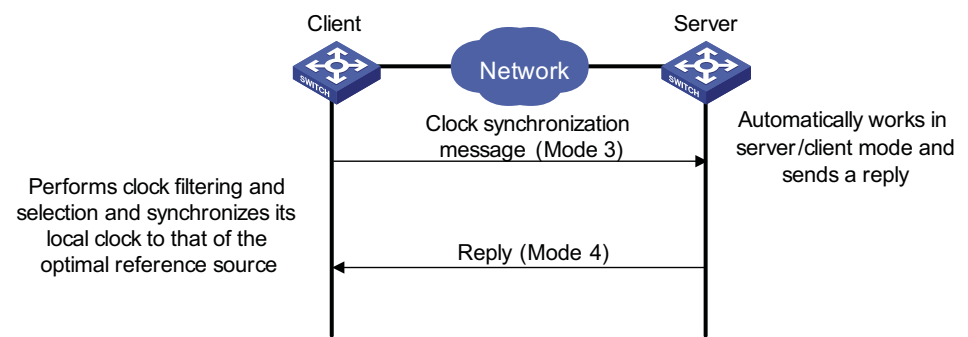 Client
Server
Network
SWITCH
SWITCH
Clock synchronization
message (Mode 3)
Automatically works in
server/client mode and
sends a reply
Performs clock filtering and
selection and synchronizes its
local clock to that of the
optimal reference source
Reply (Mode 4)